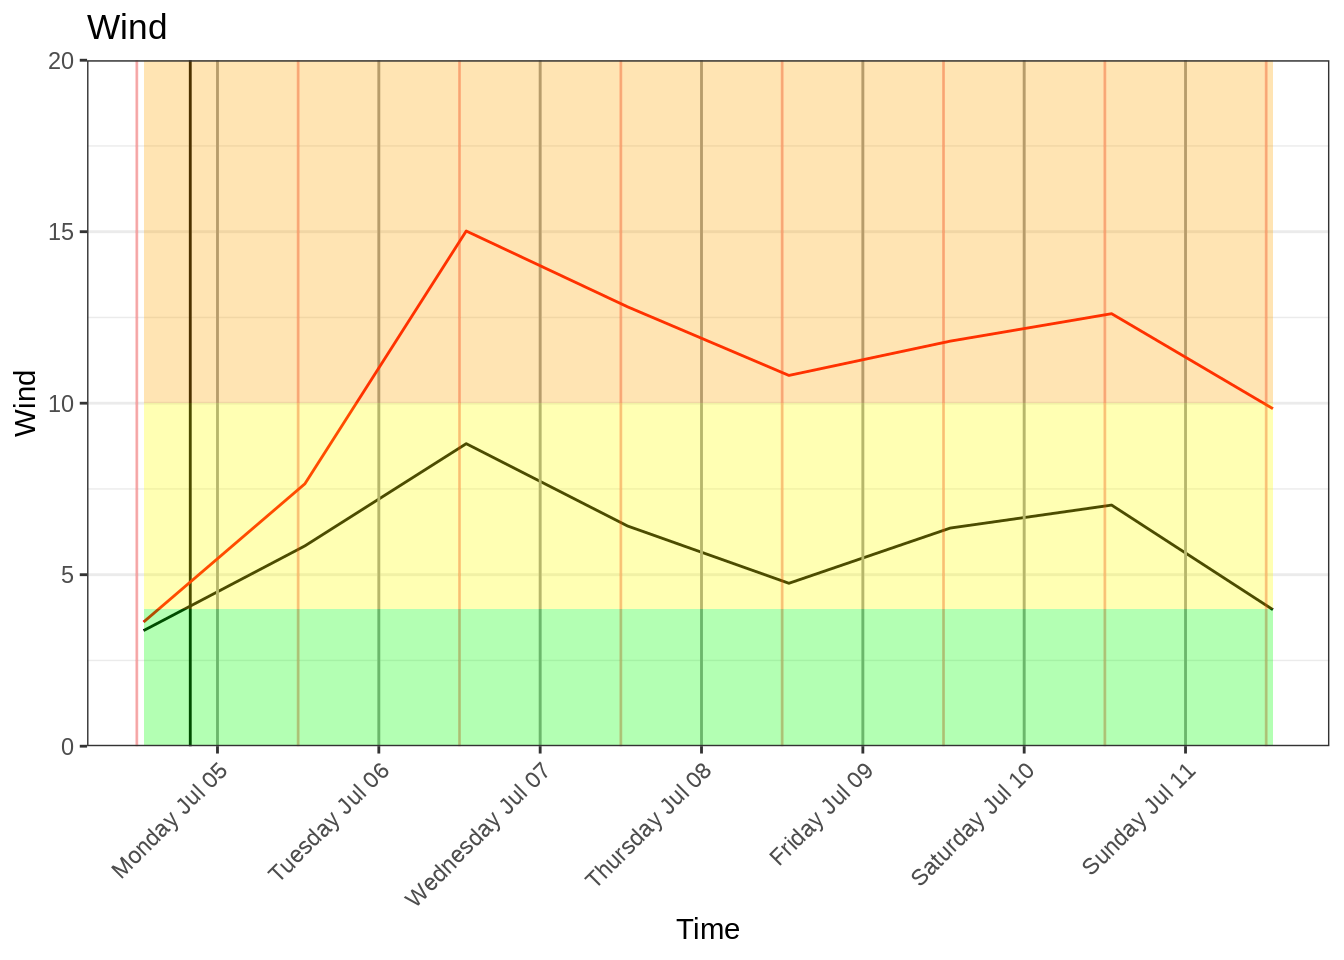 Wind
20
15
10
5
0
Wind
Monday Jul 05
Tuesday Jul 06
Wednesday Jul 07
Thursday Jul 08
Friday Jul 09
Saturday Jul 10
Sunday Jul 11
Time